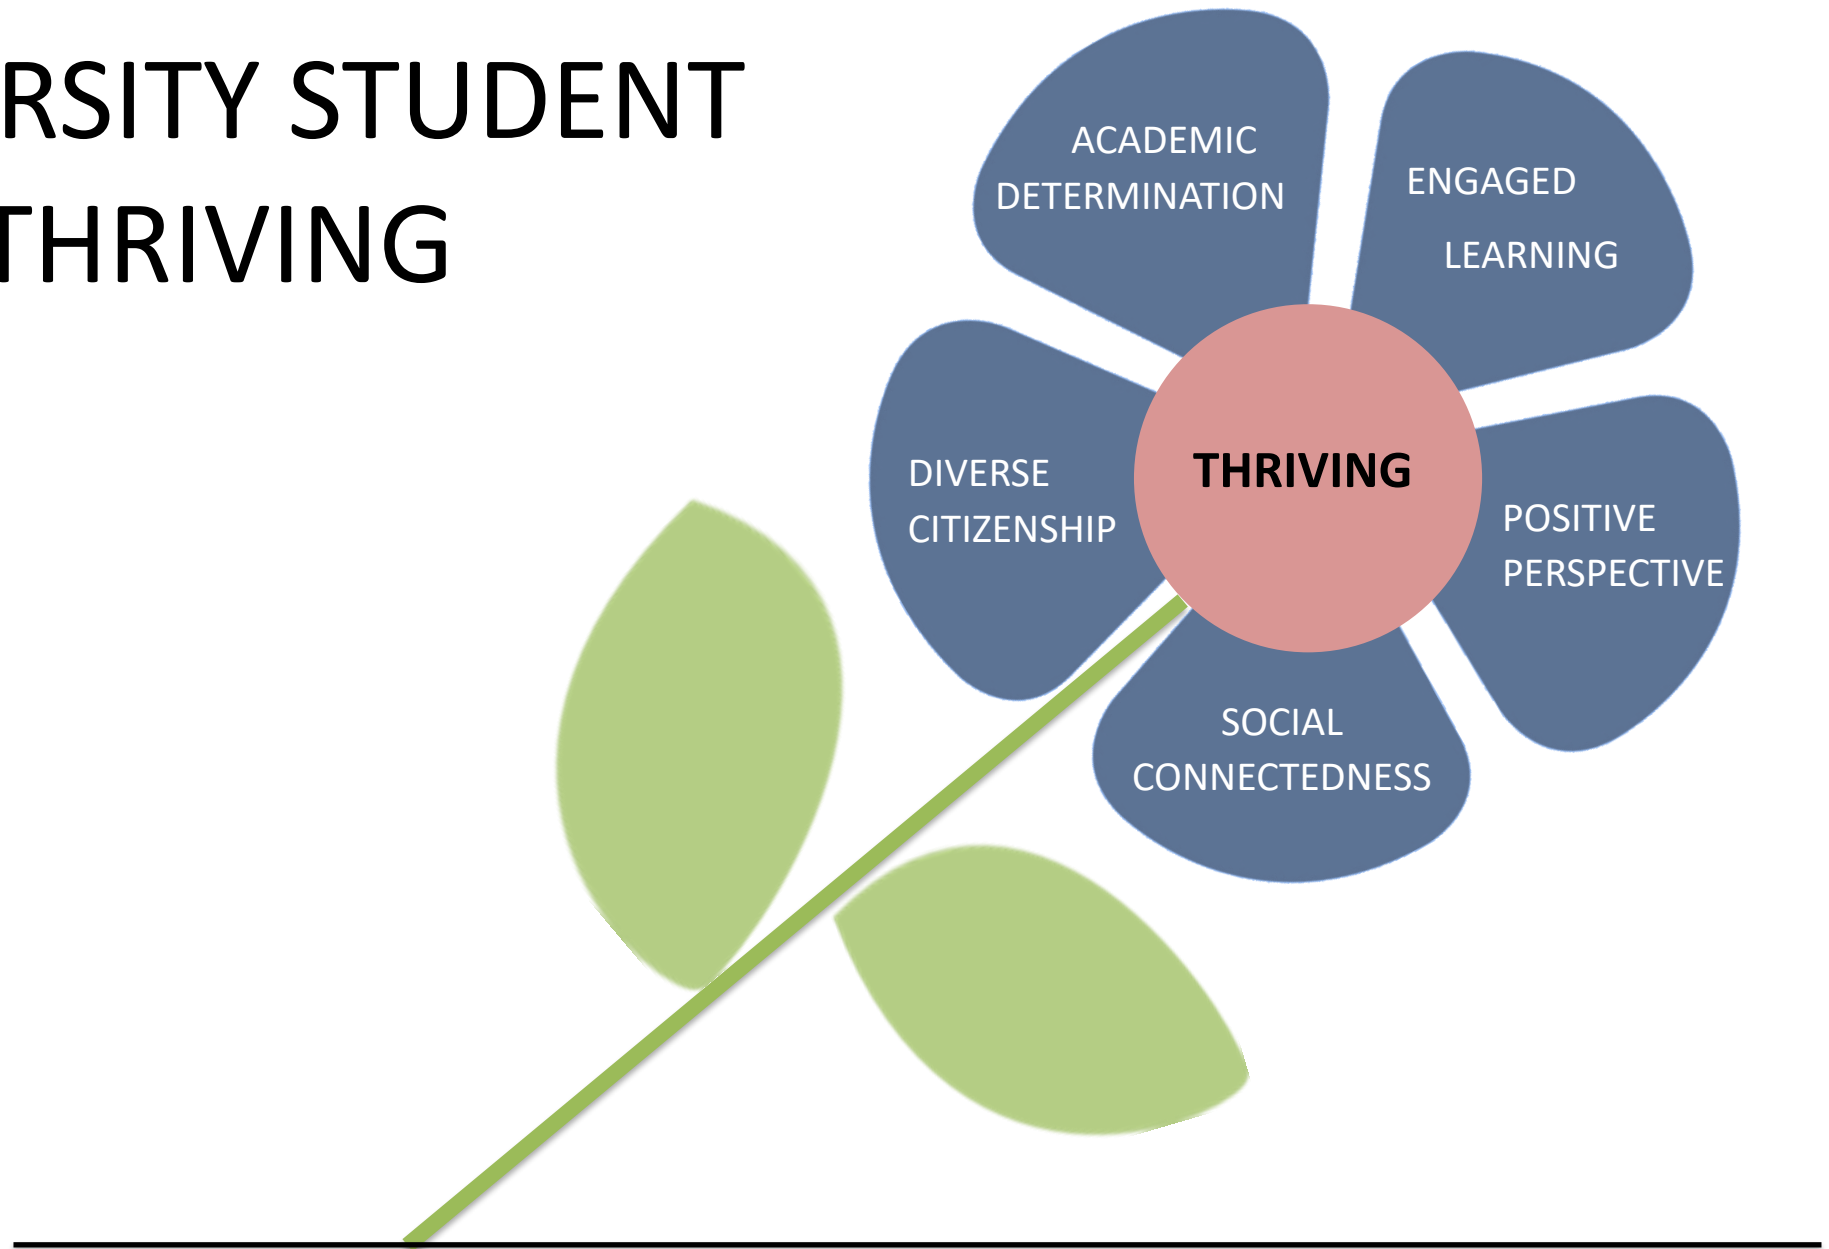 RSITY STUDENT
THRIVING
ACADEMIC
DETERMINATION
ENGAGED
LEARNING
DIVERSE
CITIZENSHIP
THRIVING
POSITIVE
PERSPECTIVE
SOCIAL
CONNECTEDNESS